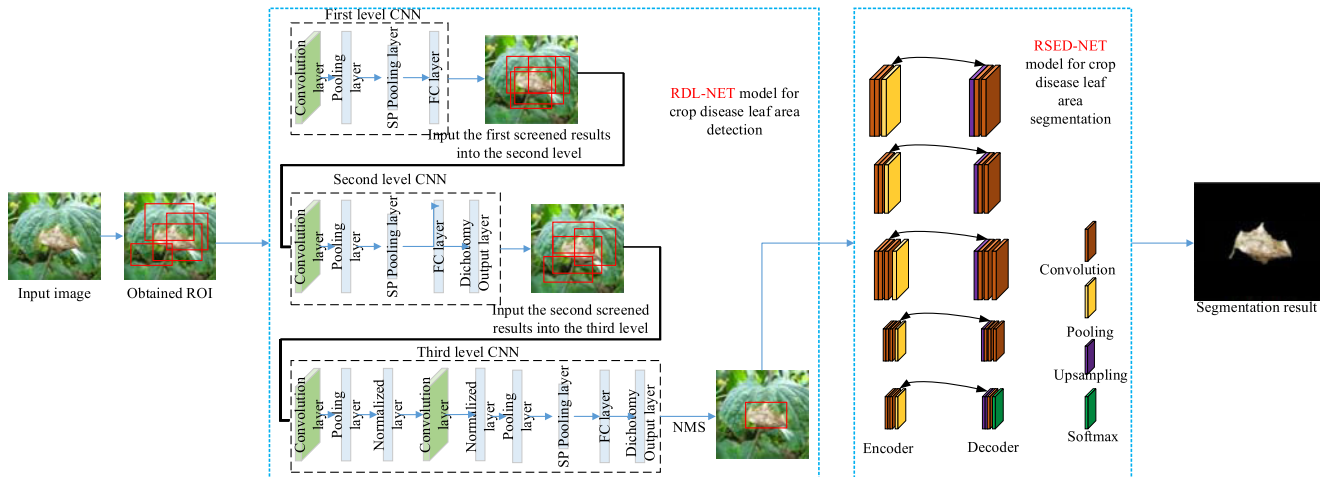 First level CNN
Convolution
layer
Pooling
layer
SP Pooling layer
FC layer
Input the first screened results
into the second level
RDL-NET model for
crop disease leaf area
detection
RSED-NET
model for crop
disease leaf
area
segmentation
Second level CNN
Convolution
layer
Pooling
layer
SP Pooling layer
FC layer
Dichotomy
Output layer
Input the second screened
results into the third level
Input image
Obtained ROI
Third level CNN
Convolution
layer
Pooling
layer
Normalized
layer
Convolution
layer
Normalized
layer
Pooling
layer
SP Pooling layer
FC layer
Dichotomy
Output layer
NMS
Convolution
Pooling
Upsampling
Softmax
Encoder
Decoder
Segmentation result